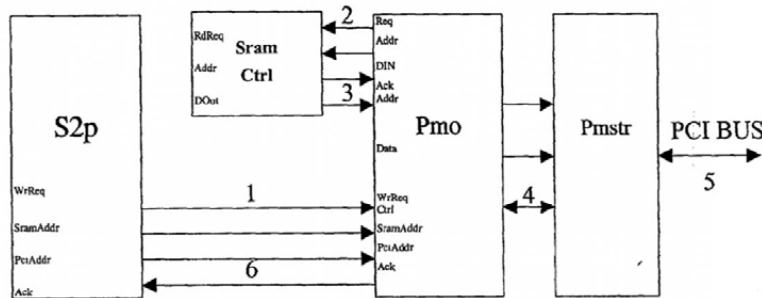 2
Req
RdReq
Sram
Ctrl
Addr
Addr
DIN
Ack
DOut
3
Addr
S2p
Pmo
Pmstr
PCI BUS
Data
5
WrReq
1
WrReq
Ctrl
4
SramAddr
SramAddr
PciAddr
PciAddr
6
Ack
Ack